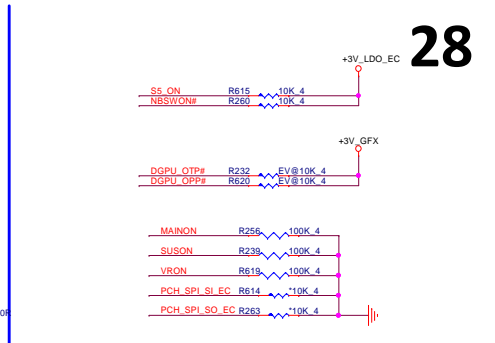 28
+3V_LDO_EC
S5_ON R615 10K_4
NBSWON# R260 10K_4
+3V_GFX
DGPU_OTP# R232 EV@10K_4
DGPU_OPP# R620 EV@10K_4
MAINON R256 100K_4
SUSON R239 100K_4
VRON R619 100K_4
PCH_SPI_SI_EC R614 *10K_4
PCH_SPI_SO_EC R263 *10K_4